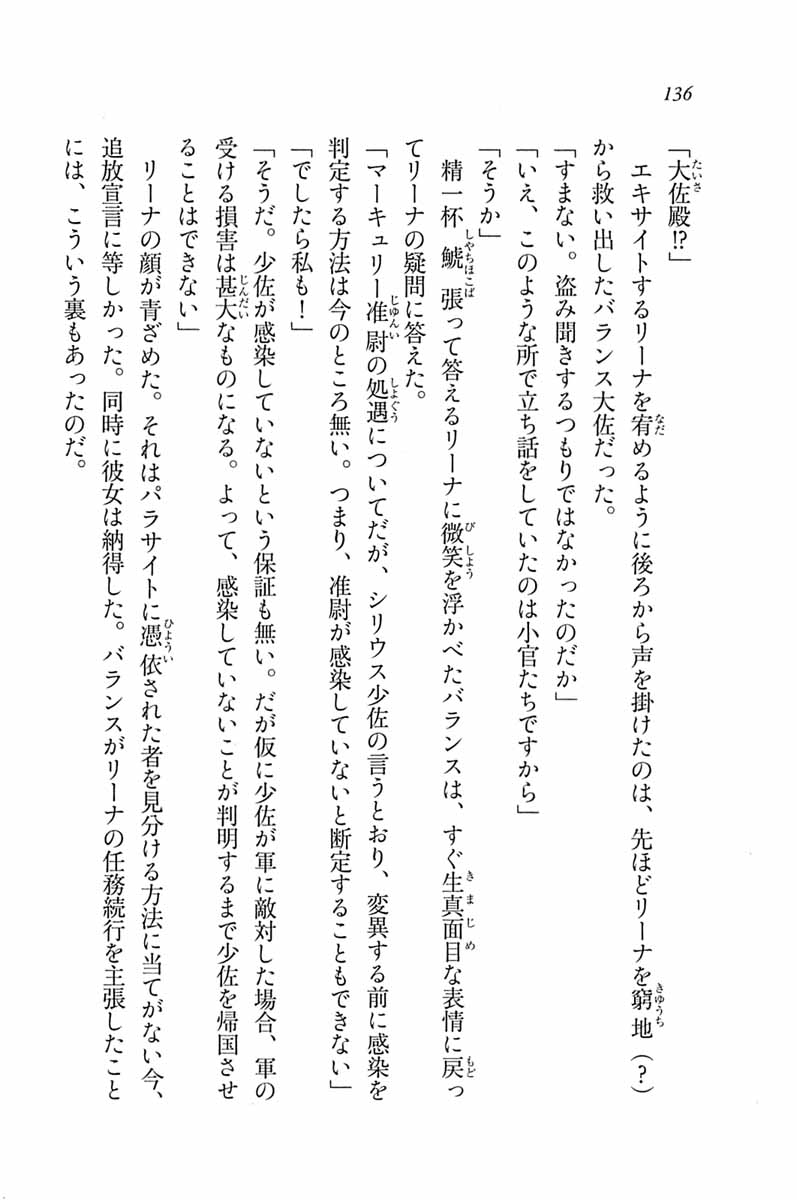 136
「大佐殿!?」
エキサイトするリーナを宥めるように後ろから声を掛けたのは、先ほどリーナを窮地(?)
から救い出したバランス大佐だった。
「すまない。盗み聞きするつもりではなかったのだか」
「いえ、このような所で立ち話をしていたのは小官たちですから」
「そうか」
精一杯鯱張って答えるリーナに微笑を浮かべたバランスは、すぐ生真面目な表情に戻っ
てリーナの疑問に答えた。
「マーキュリー准尉の処遇についてだが、シリウス少佐の言うとおり、変異する前に感染を
判定する方法は今のところ無い。つまり、准尉が感染していないと断定することもできない」
「でしたら私も!」
「そうだ。少佐が感染していないという保証も無い。だが仮に少佐が軍に敵対した場合、軍の
受ける損害は甚大なものになる。よって、感染していないことが判明するまで少佐を帰国させ
ることはできない」
リーナの顔が青ざめた。それはパラサイトに憑依された者を見分ける方法に当てがない今、
追放宣言に等しかった。同時に彼女は納得した。バランスがリーナの任務続行を主張したこと
には、こういう裏もあったのだ。